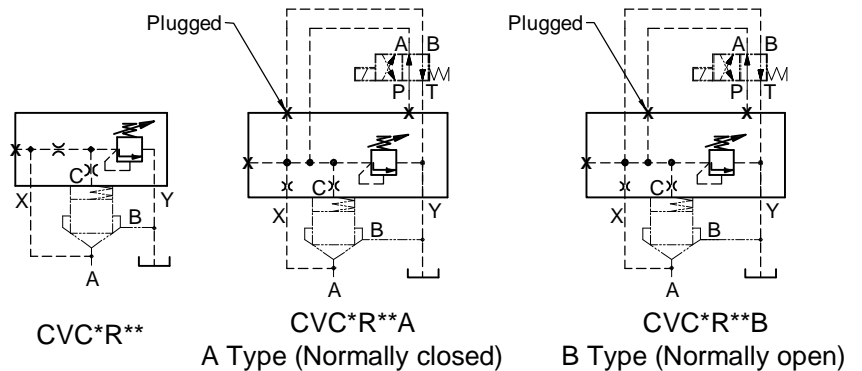 Plugged
A B
P T
C
X
Y
B
A
CVC*R**
Plugged
A B
P T
C
X
Y
B
A
CVC*R**A
A Type (Normally closed)
C
X
Y
B
A
CVC*R**B
B Type (Normally open)